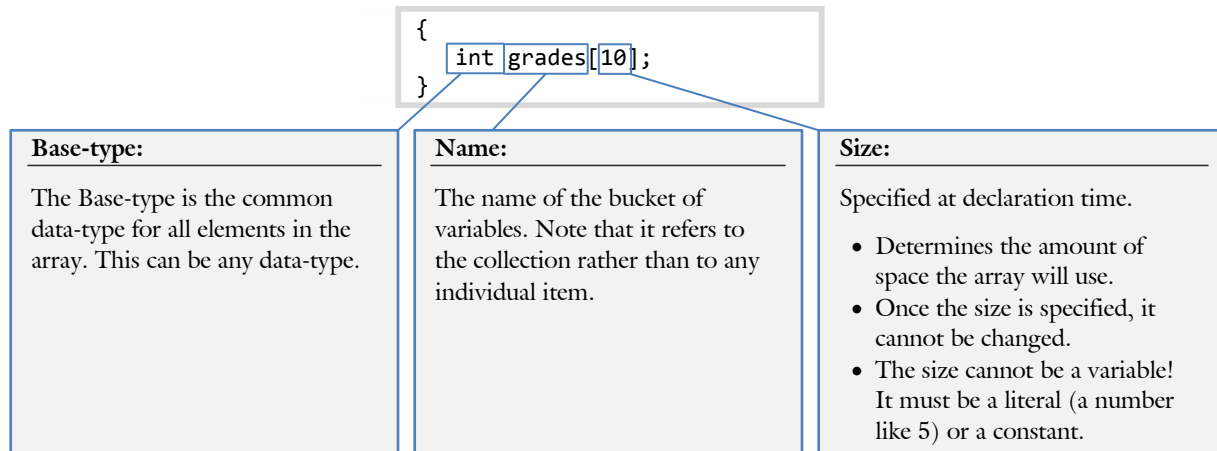 {
int grades[10];
}
Base-type:
The Base-type is the common
data-type for all elements in the
array. This can be any data-type.
Name:
The name of the bucket of
variables. Note that it refers to
the collection rather than to any
individual item.
Size:
Specified at declaration time.
• Determines the amount of
space the array will use.
• Once the size is specified, it
cannot be changed.
• The size cannot be a variable!
It must be a literal (a number
like 5) or a constant.